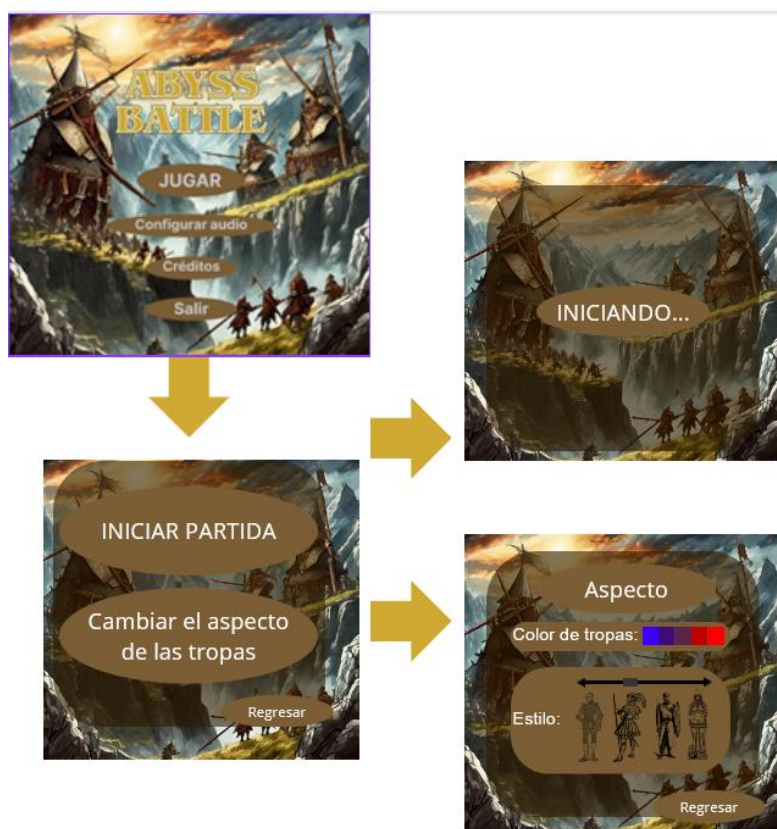 ABYSS
BATTLE
JUGAR
Configurar audio
Créditos
Salir
INICIANDO...
INICIAR PARTIDA
Cambiar el aspecto
de las tropas
Regresar
Aspecto
Color de tropas:
Estilo:
Regresar